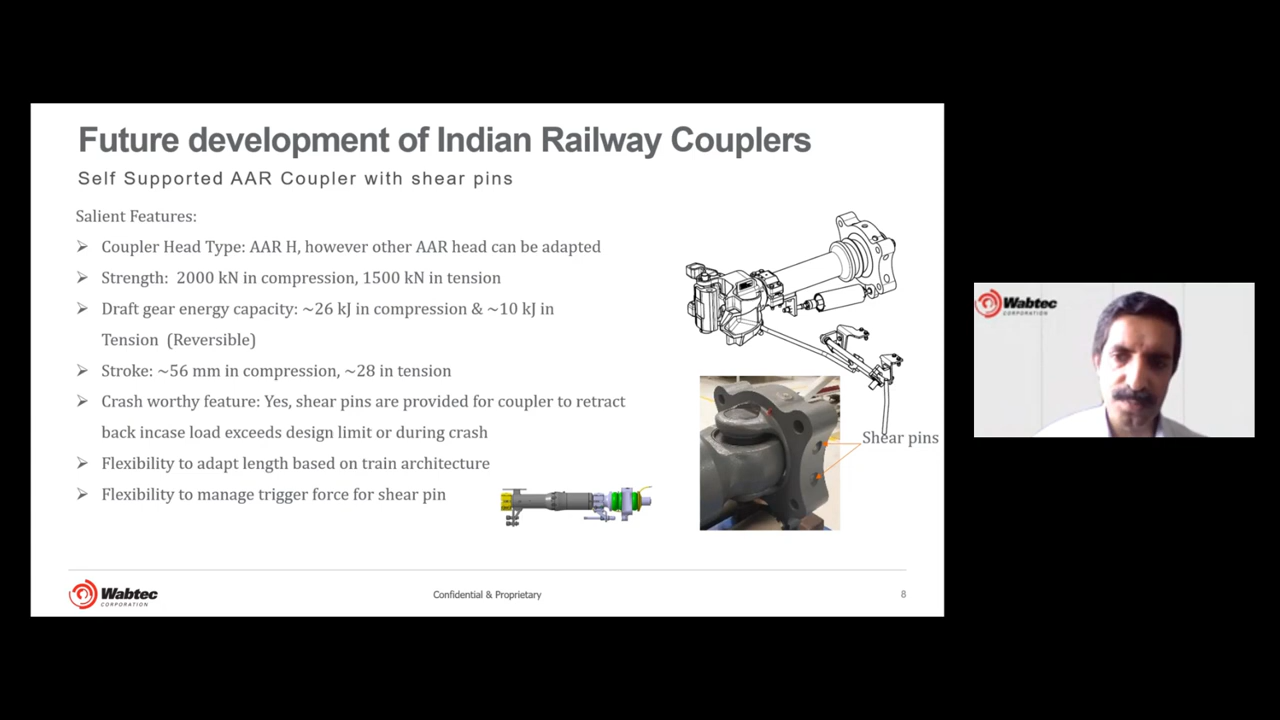 Future development of Indian Railway Couplers
Self Supported AAR Coupler with shear pins
Salient Features:
➢ Coupler Head Type: AAR H, however other AAR head can be adapted
➢ Strength: 2000 kN in compression, 1500 kN in tension
➢ Draft gear energy capacity: ~26 kJ in compression & ~10 kJ in
Tension (Reversible)
➢ Stroke: ~56 mm in compression, ~28 in tension
➢ Crash worthy feature: Yes, shear pins are provided for coupler to retract
back incase load exceeds design limit or during crash
➢ Flexibility to adapt length based on train architecture
➢ Flexibility to manage trigger force for shear pin
Shear pins
Wabtec
CORPORATION
Confidential & Proprietary
8
Wabtec
CORPORATION